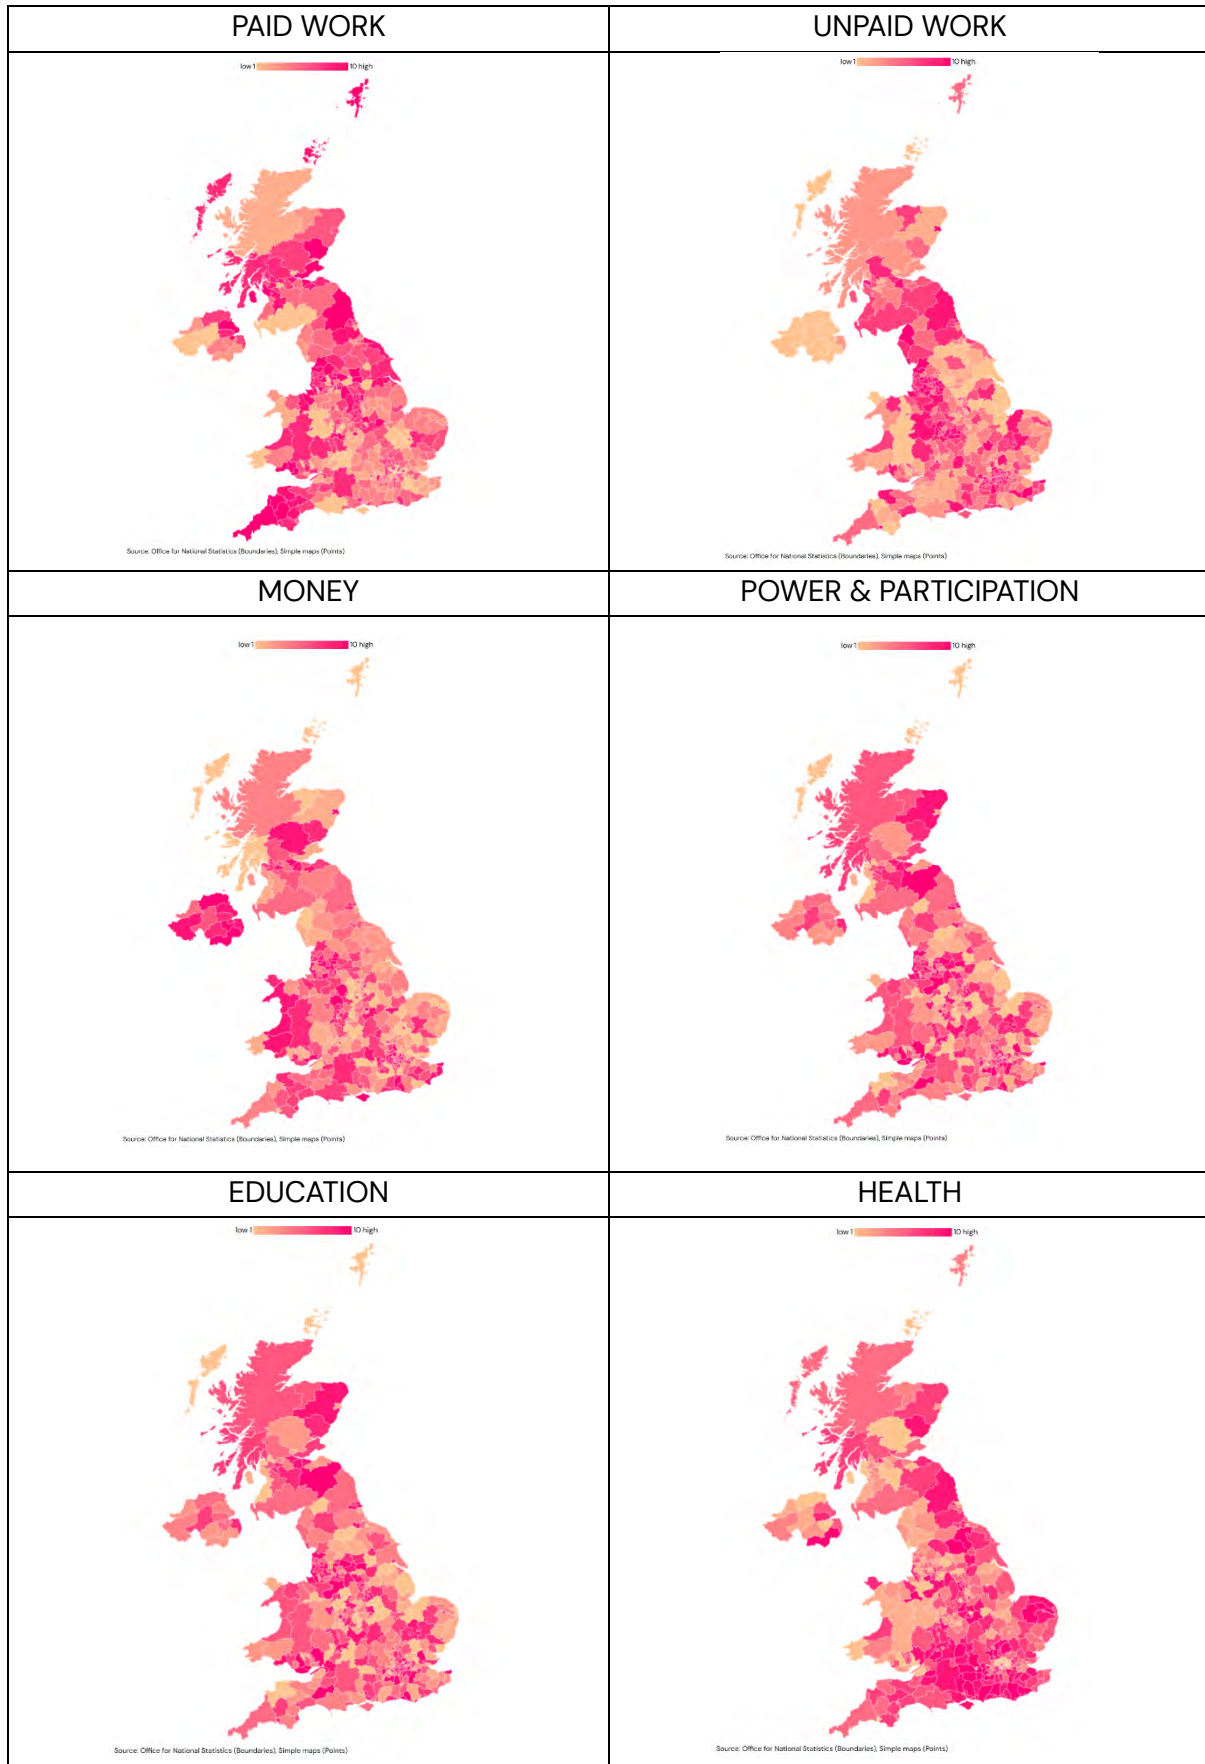 PAID WORK
UNPAID WORK
low 1 10 high
low 1 10 high
Source: Office for National Statistics (Boundaries), Simple maps (Points)
Source: Office for National Statistics (Boundaries), Simple maps (Points)
MONEY
POWER & PARTICIPATION
low 1 10 high
low 1 10 high
Source: Office for National Statistics (Boundaries), Simple maps (Points)
Source: Office for National Statistics (Boundaries), Simple maps (Points)
EDUCATION
HEALTH
low 1 10 high
low 1 10 high
Source: Office for National Statistics (Boundaries), Simple maps (Points)
Source: Office for National Statistics (Boundaries), Simple maps (Points)